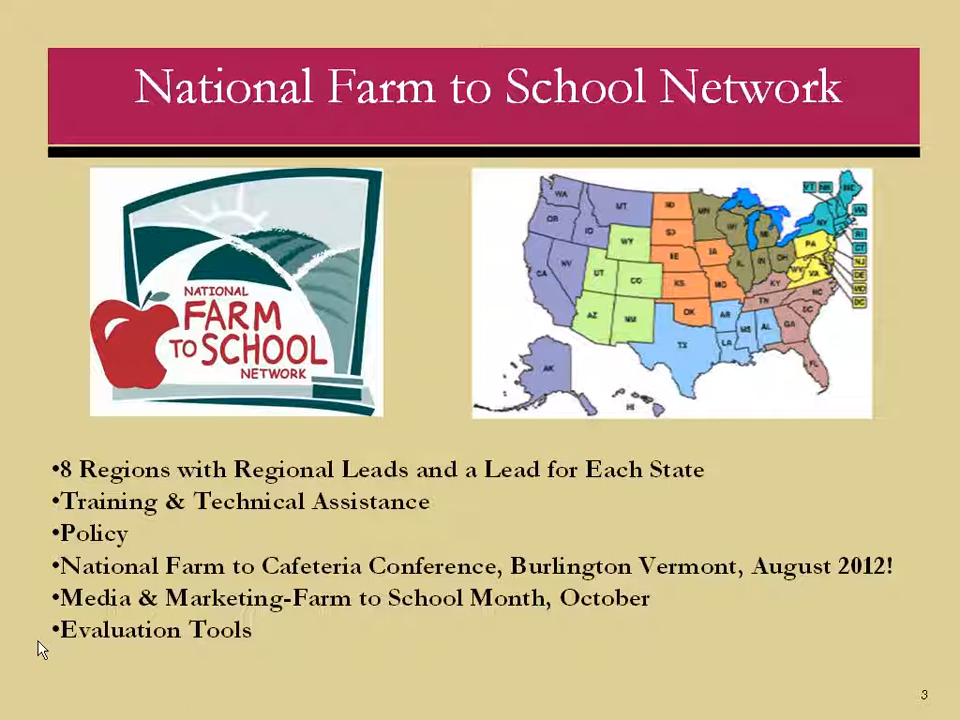 National Farm to School Network
NATIONAL
FARM
TO SCHOOL
NETWORK
WA
MT
ND
MN
VT
NH
ME
OR
ID
SD
WI
MI
NY
MA
RI
WY
IA
PA
CT
NV
NE
IL
IN
OH
NJ
CA
UT
CO
KS
MO
KY
WV
VA
DE
MD
DC
AZ
NM
OK
AR
TN
NC
SC
TX
LA
MS
AL
GA
FL
AK
HI
•8 Regions with Regional Leads and a Lead for Each State
•Training & Technical Assistance
•Policy
•National Farm to Cafeteria Conference, Burlington Vermont, August 2012!
•Media & Marketing-Farm to School Month, October
•Evaluation Tools
3